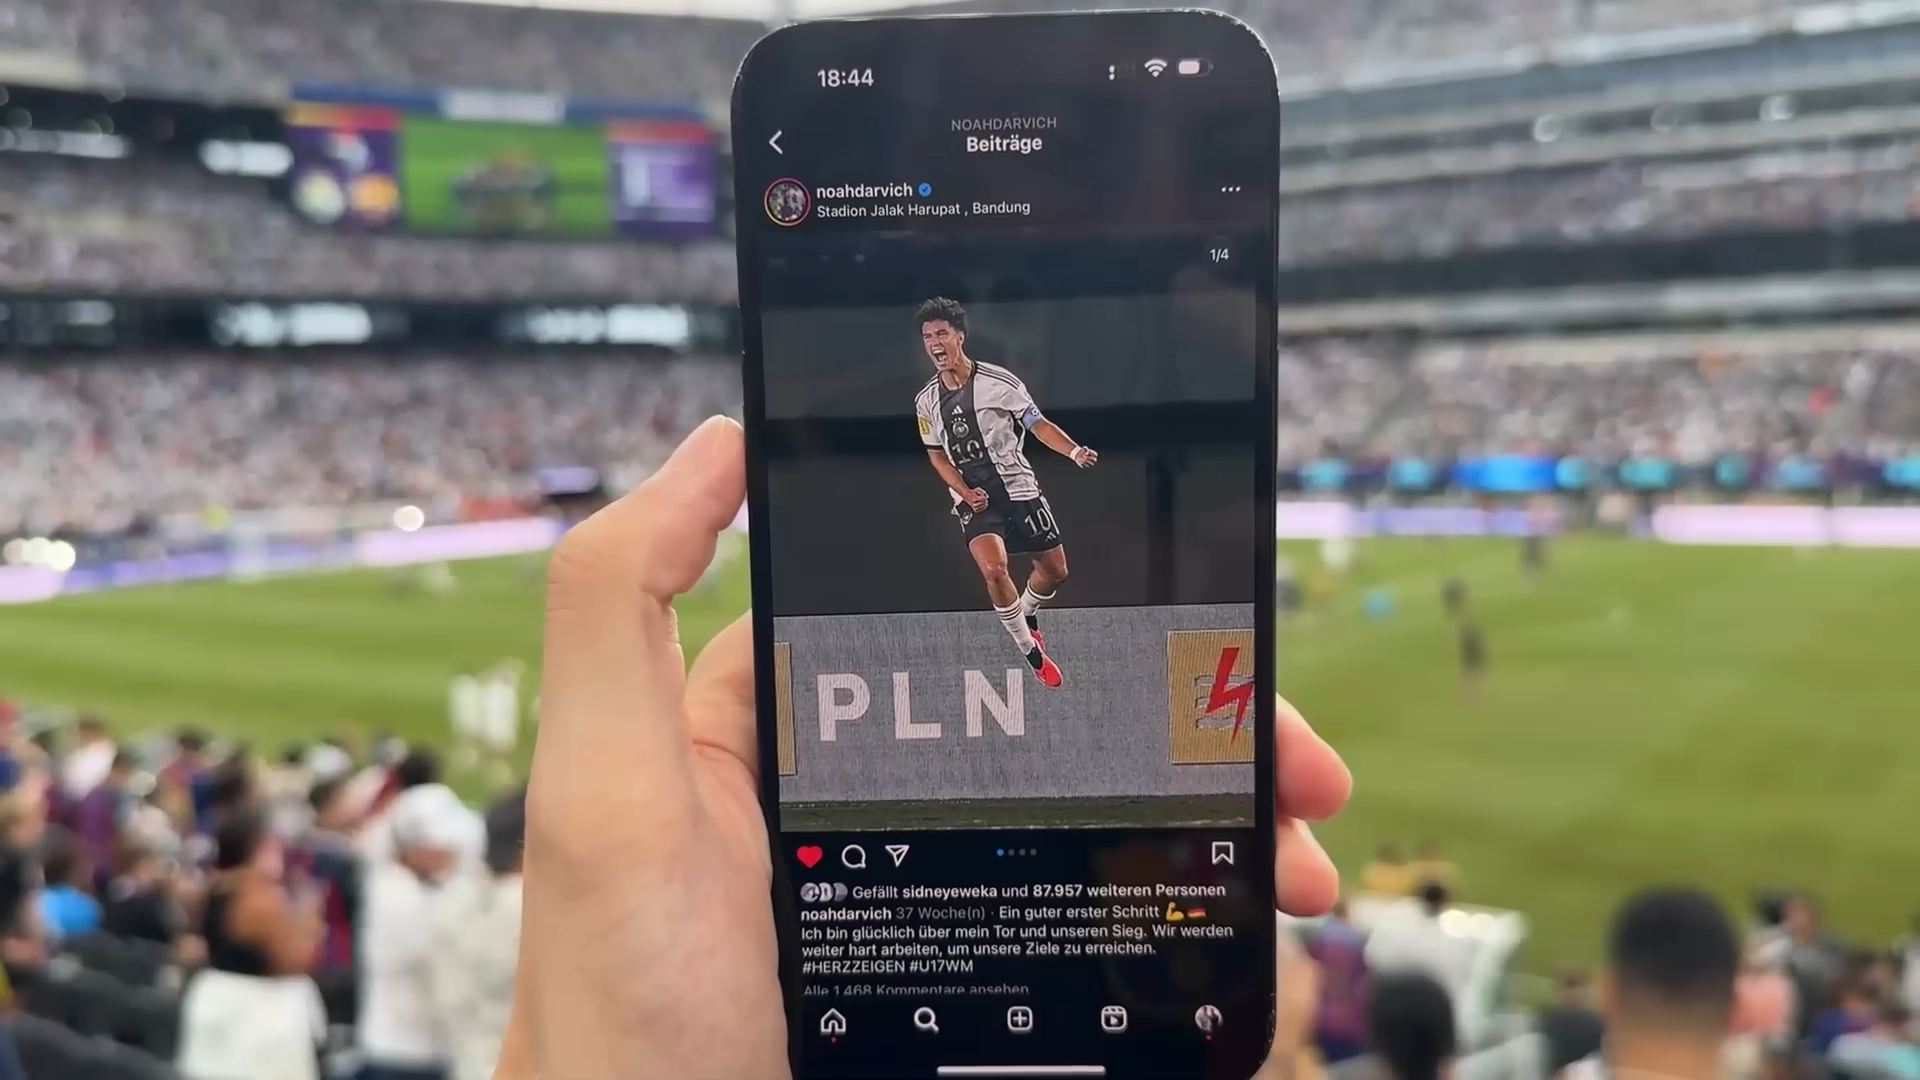 18:44
NOAHDARVICH
Beiträge
noahdarvich
Stadion Jalak Harupat , Bandung
1/4
10
10
PLN
Gefällt sidneyeweka und 87.957 weiteren Personen
noahdarvich 37 Woche(n) · Ein guter erster Schritt 💪🇩🇪
Ich bin glücklich über mein Tor und unseren Sieg. Wir werden
weiter hart arbeiten, um unsere Ziele zu erreichen.
#HERZZEIGEN #U17WM
Alle 1.468 Kommentare ansehen